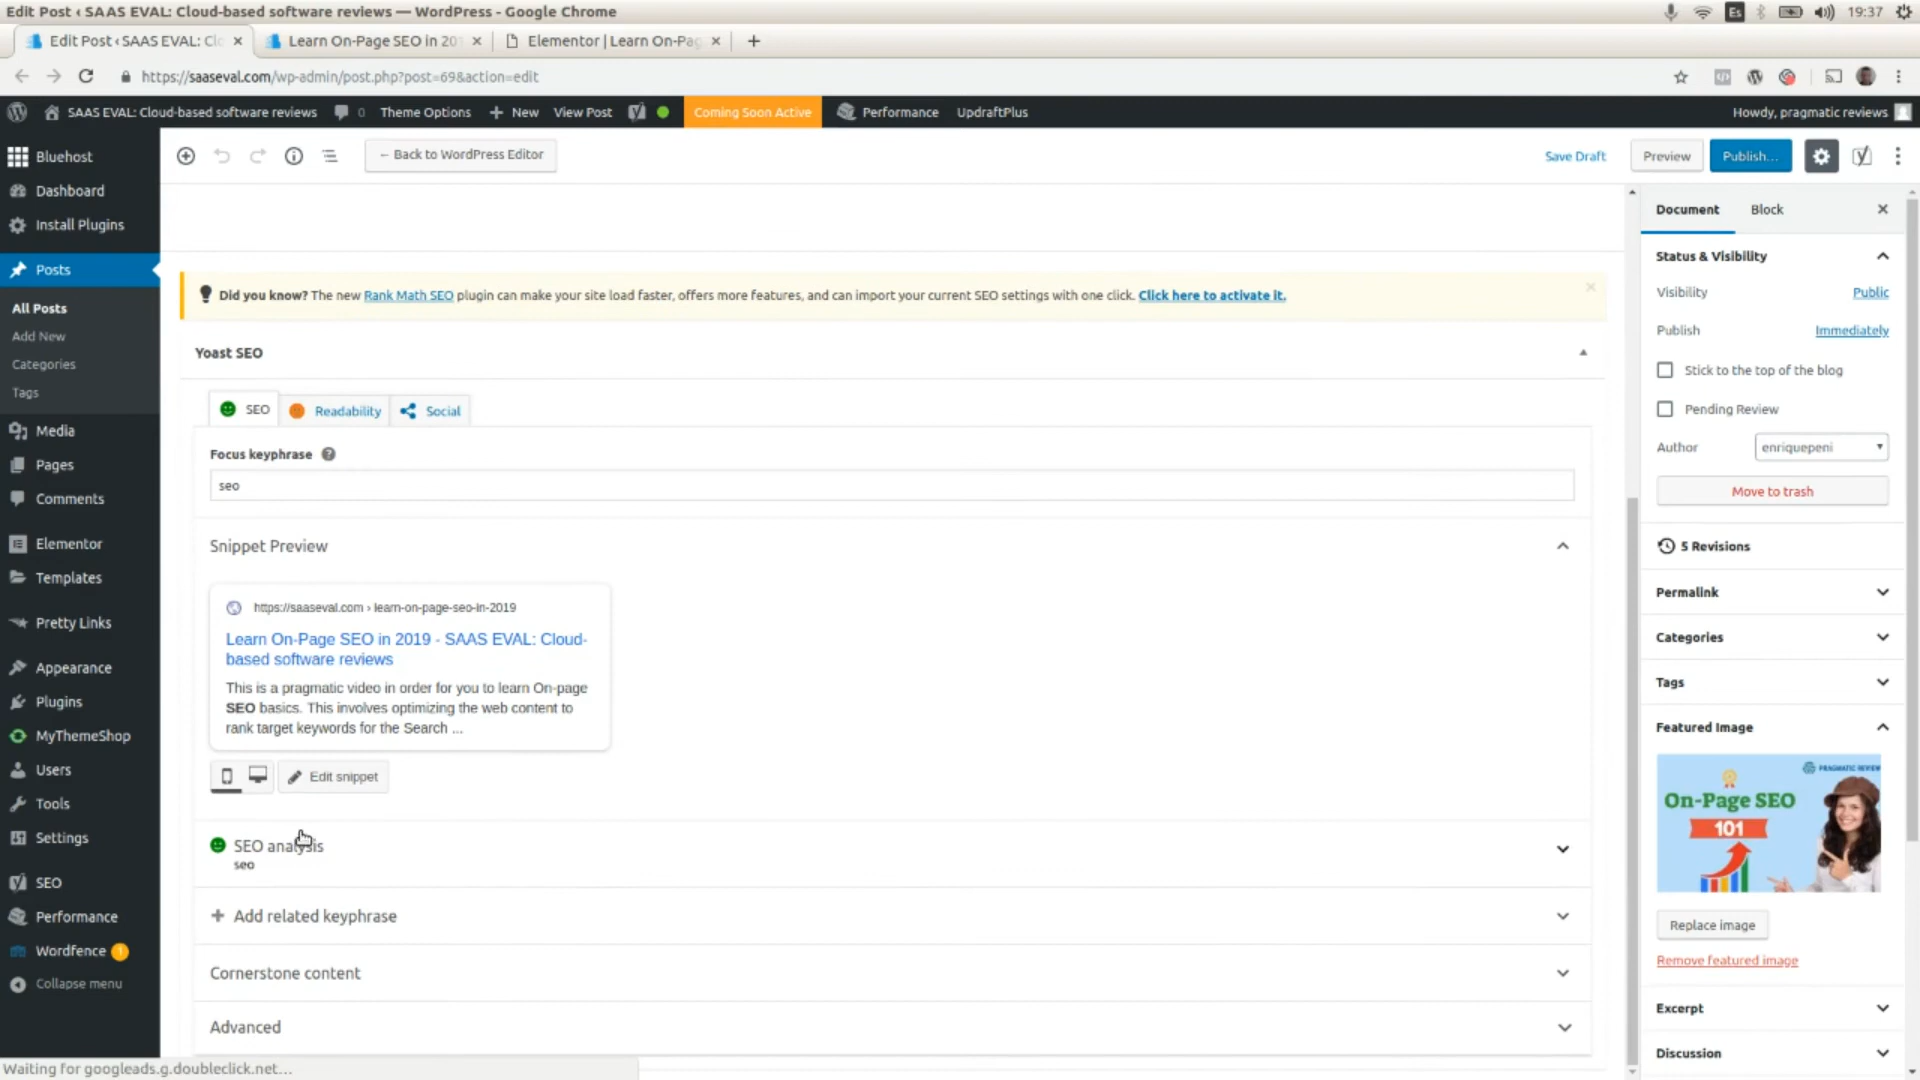 Edit Post ‹ SAAS EVAL: Cloud-based software reviews — WordPress - Google Chrome
Es
19:37
Edit Post ‹ SAAS EVAL: Clo
Learn On-Page SEO in 201
Elementor | Learn On-Pag
https://saaseval.com/wp-admin/post.php?post=69&action=edit
SAAS EVAL: Cloud-based software reviews
0
Theme Options
New
View Post
Coming Soon Active
Performance
UpdraftPlus
Howdy, pragmatic reviews
Bluehost
Dashboard
Install Plugins
Posts
All Posts
Add New
Categories
Tags
Media
Pages
Comments
Elementor
Templates
Pretty Links
Appearance
Plugins
MyThemeShop
Users
Tools
Settings
SEO
Performance
Wordfence 1
Collapse menu
← Back to WordPress Editor
Save Draft
Preview
Publish...
Did you know? The new Rank Math SEO plugin can make your site load faster, offers more features, and can import your current SEO settings with one click. Click here to activate it.
Yoast SEO
SEO
Readability
Social
Focus keyphrase
seo
Snippet Preview
https://saaseval.com › learn-on-page-seo-in-2019
Learn On-Page SEO in 2019 - SAAS EVAL: Cloud-
based software reviews
This is a pragmatic video in order for you to learn On-page
SEO basics. This involves optimizing the web content to
rank target keywords for the Search ...
Edit snippet
SEO analysis
seo
Add related keyphrase
Cornerstone content
Advanced
Document
Block
Status & Visibility
Visibility
Public
Publish
Immediately
Stick to the top of the blog
Pending Review
Author
enriquepeni
Move to trash
5 Revisions
Permalink
Categories
Tags
Featured Image
PRAGMATIC REVIEW
On-Page SEO
101
Replace image
Remove featured image
Excerpt
Discussion
Waiting for googleads.g.doubleclick.net...